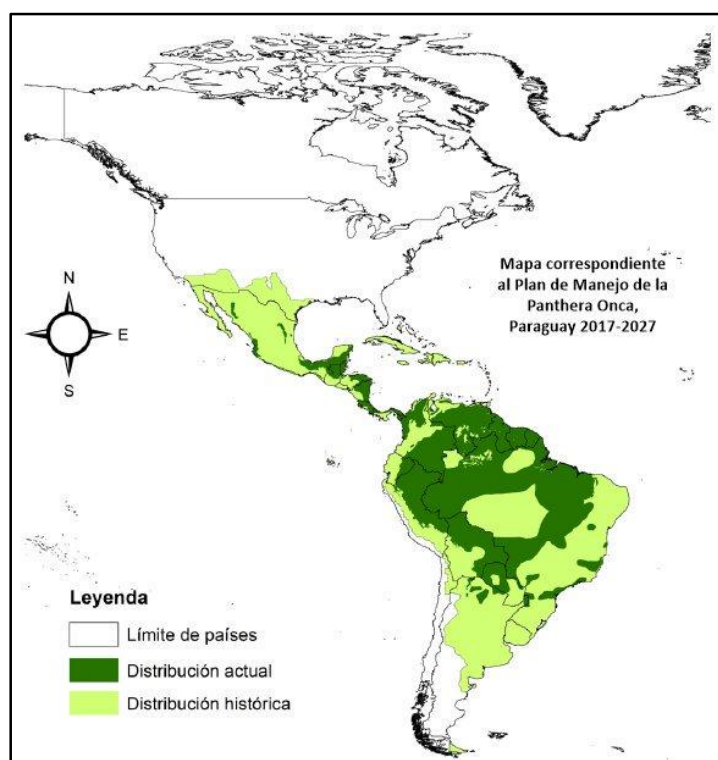 Mapa correspondiente
al Plan de Manejo de la
Panthera Onca,
Paraguay 2017-2027
N
E
S
Leyenda
Límite de países
Distribución actual
Distribución histórica